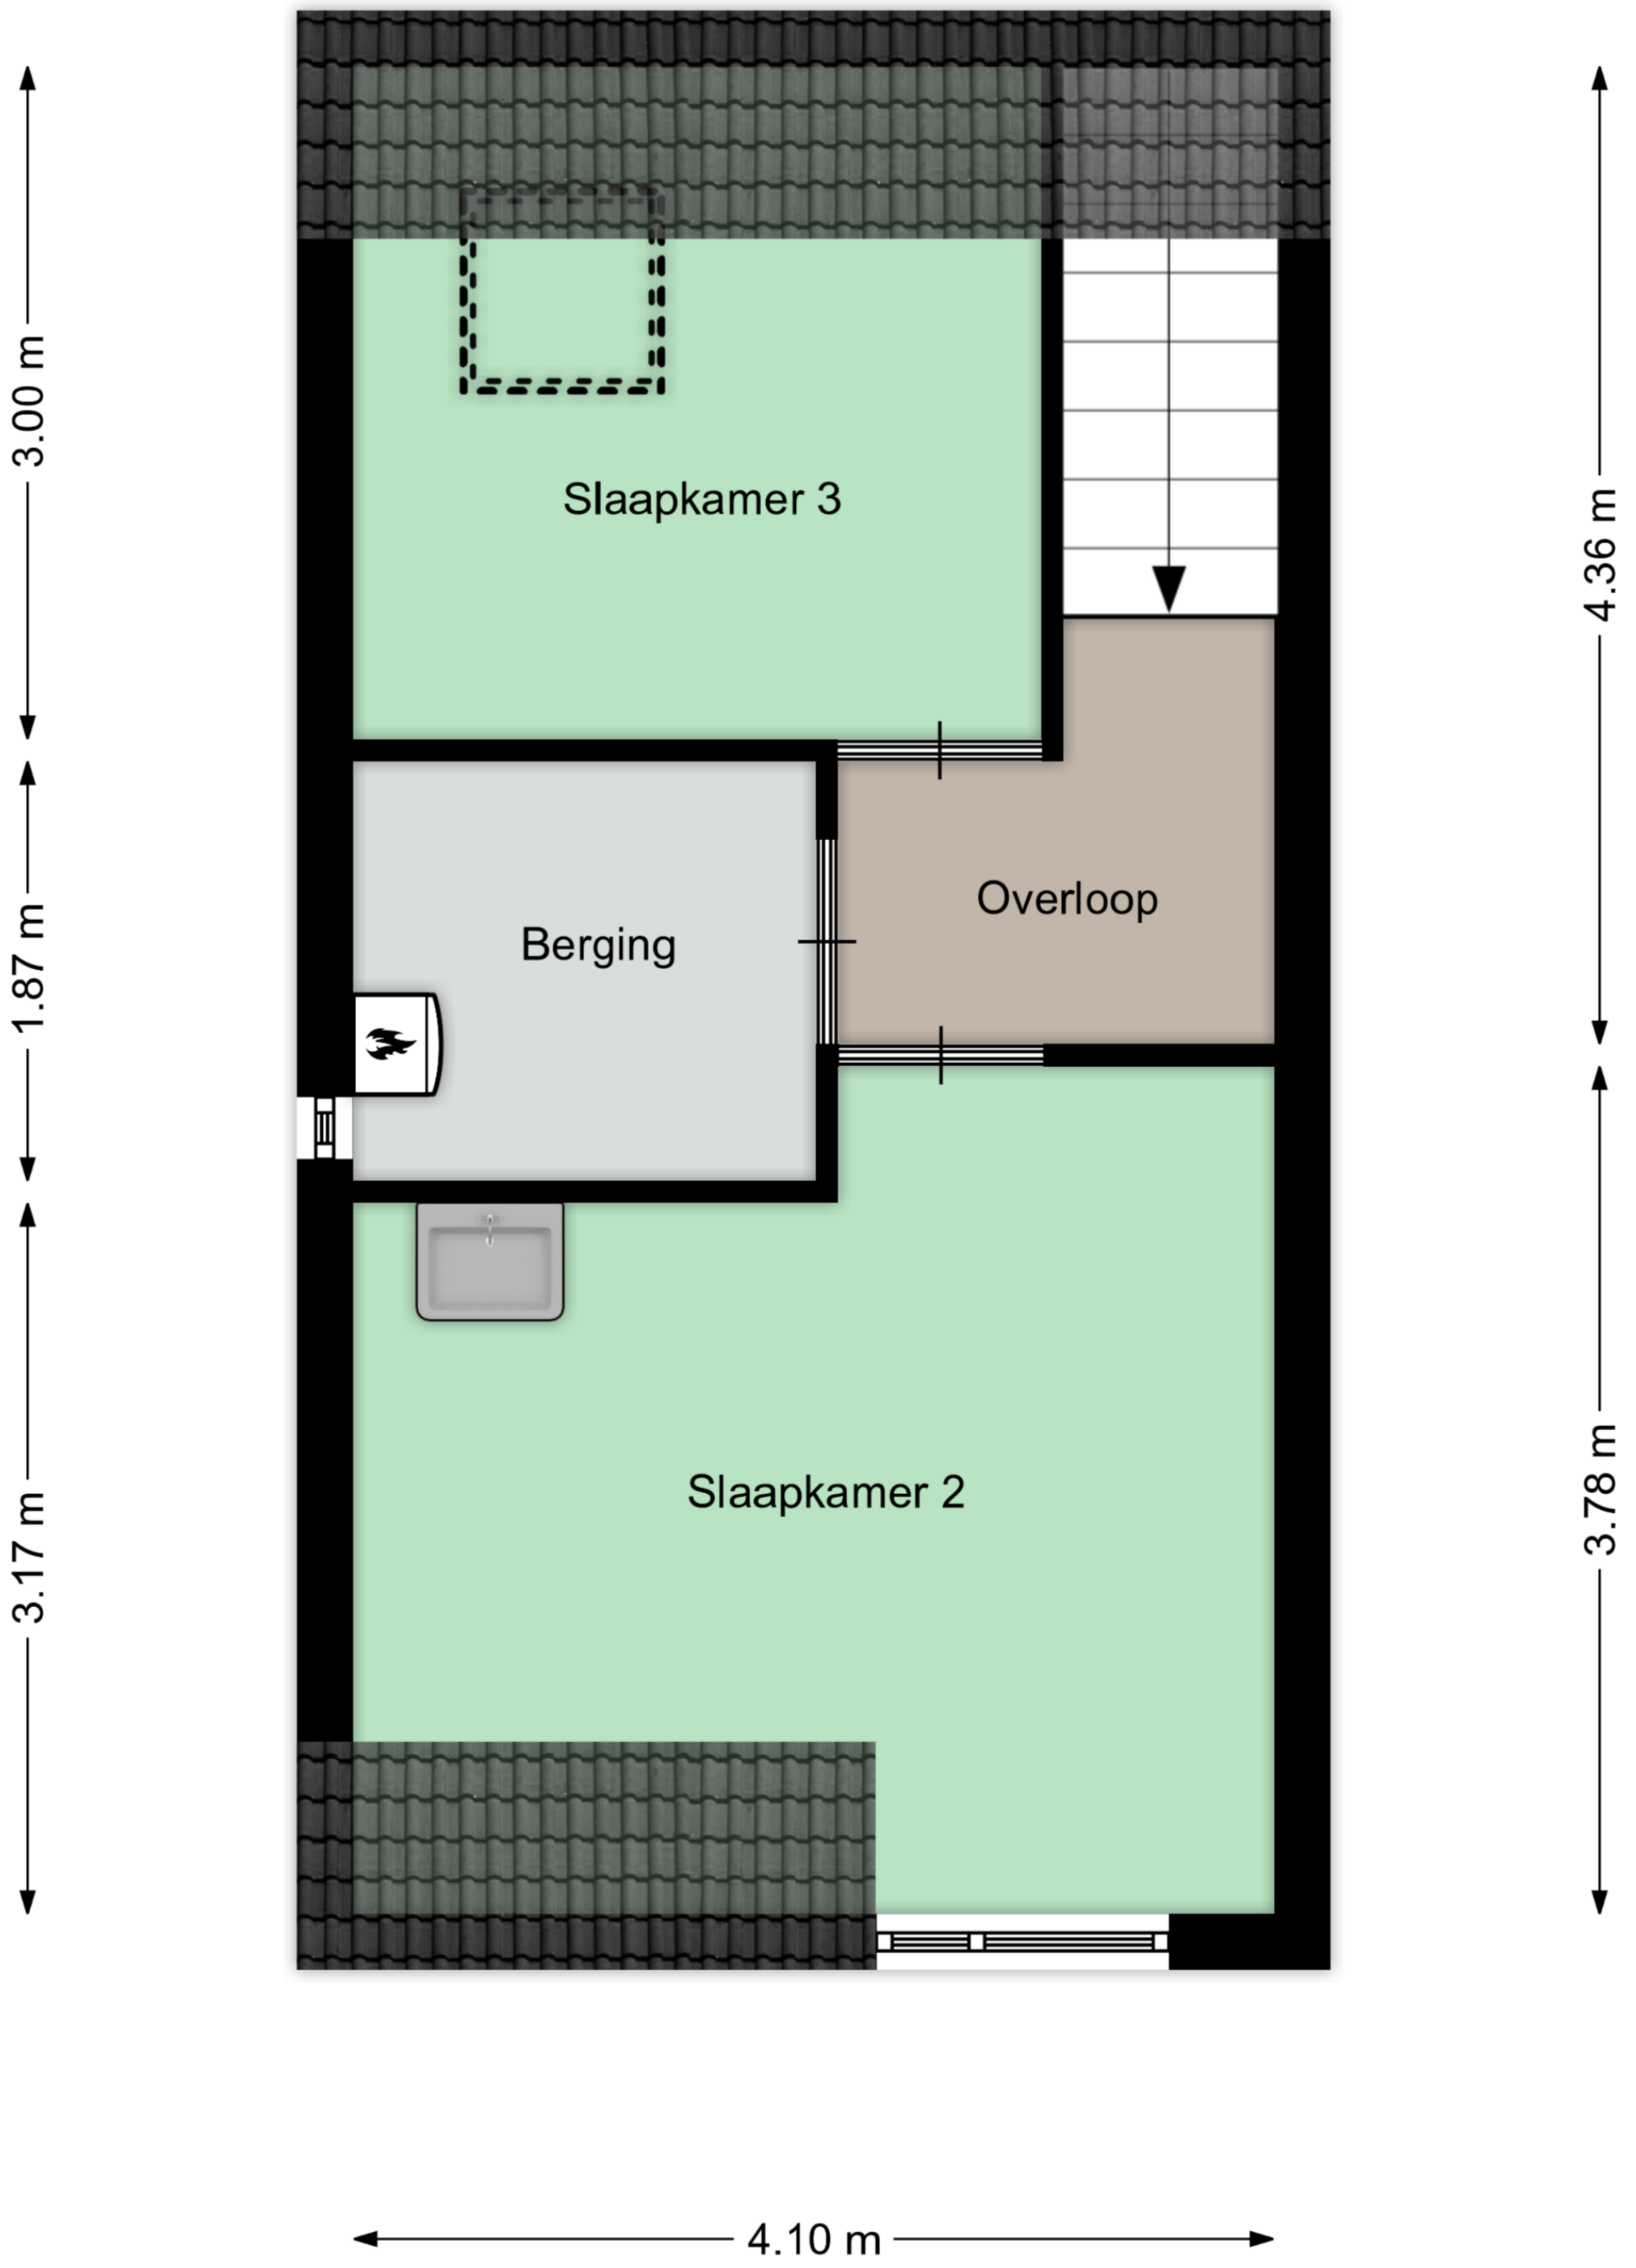 3.00 m
4.36 m
Slaapkamer 3
Overloop
Berging
1.87 m
Slaapkamer 2
3.17 m
3.78 m
4.10 m